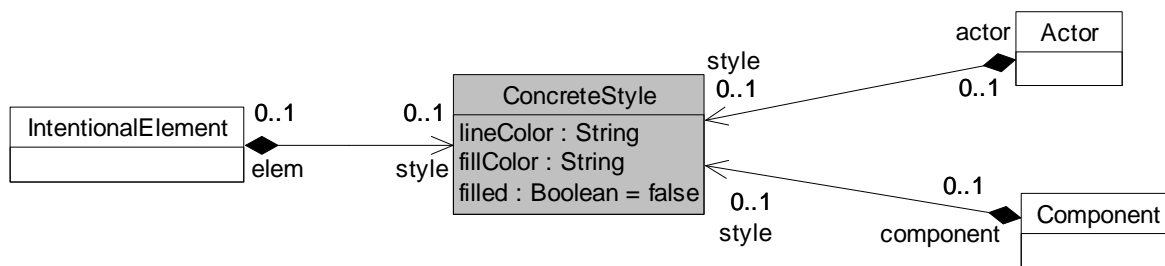 actor
Actor
style
0..1
0..1
ConcreteStyle
0..1
0..1
IntentionalElement
lineColor : String
elem
style
fillColor : String
filled : Boolean = false
0..1
0..1
style
component
Component